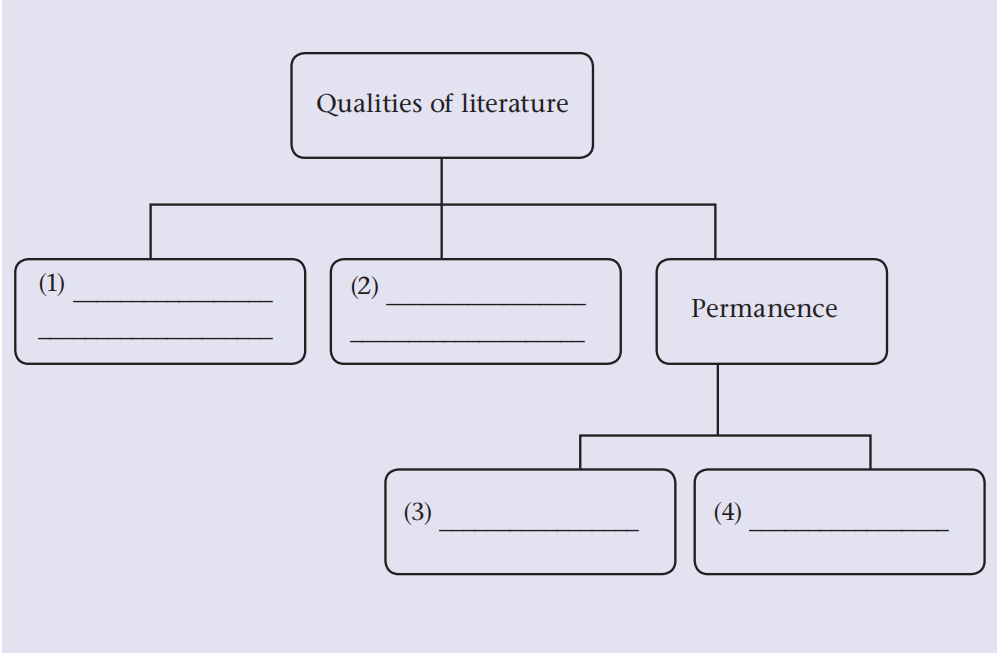 Qualities of literature
(1)
(2)
Permanence
(3)
(4)